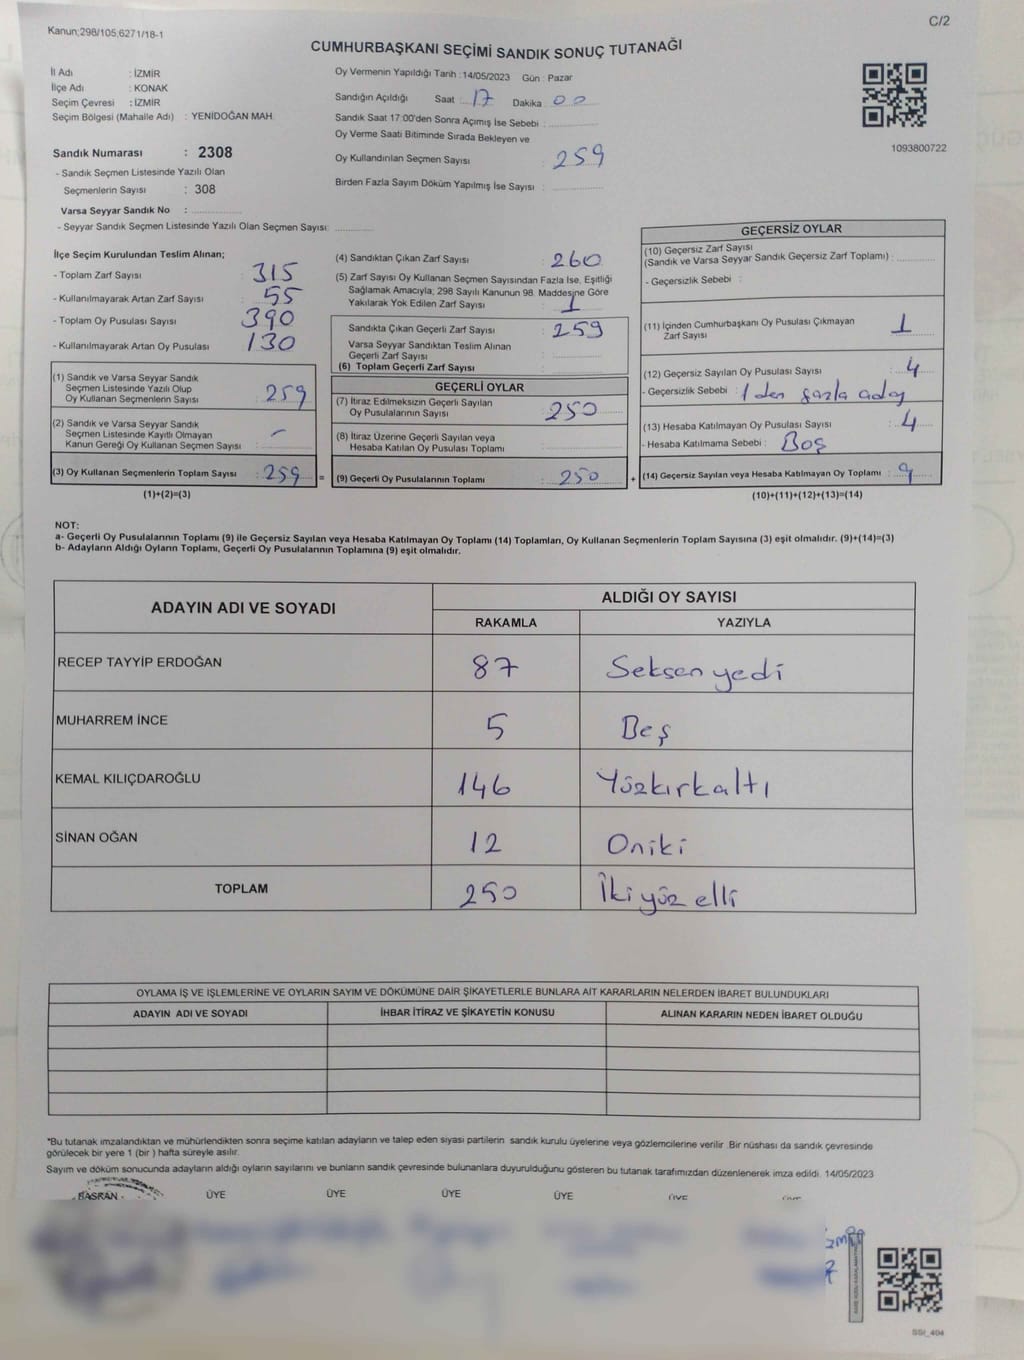 Kanun;298/105;6271/18-1
C/2
CUMHURBAŞKANI SEÇİMİ SANDIK SONUÇ TUTANAĞI
İl Adı : İZMİR
İlçe Adı : KONAK
Seçim Çevresi : İZMİR
Seçim Bölgesi (Mahalle Adı) : YENİDOĞAN MAH.
Sandık Numarası : 2308
- Sandık Seçmen Listesinde Yazılı Olan
Seçmenlerin Sayısı : 308
Varsa Seyyar Sandık No :
- Seyyar Sandık Seçmen Listesinde Yazılı Olan Seçmen Sayısı:
Oy Vermenin Yapıldığı Tarih : 14/05/2023 Gün : Pazar
Sandığın Açıldığı Saat : 17 Dakika 00
Sandık Saat 17:00'den Sonra Açımış İse Sebebi :
Oy Verme Saati Bitiminde Sırada Bekleyen ve
Oy Kullandırılan Seçmen Sayısı : 259
Birden Fazla Sayım Döküm Yapılmış İse Sayısı :
1093800722
İlçe Seçim Kurulundan Teslim Alınan;
- Toplam Zarf Sayısı : 315
- Kullanılmayarak Artan Zarf Sayısı : 55
- Toplam Oy Pusulası Sayısı : 390
- Kullanılmayarak Artan Oy Pusulası : 130
(1) Sandık ve Varsa Seyyar Sandık
Seçmen Listesinde Yazılı Olup
Oy Kullanan Seçmenlerin Sayısı : 259
(2) Sandık ve Varsa Seyyar Sandık
Seçmen Listesinde Kayıtlı Olmayan
Kanun Gereği Oy Kullanan Seçmen Sayısı : -
(3) Oy Kullanan Seçmenlerin Toplam Sayısı : 259 =
(1)+(2)=(3)
(4) Sandıktan Çıkan Zarf Sayısı : 260
(5) Zarf Sayısı Oy Kullanan Seçmen Sayısından Fazla İse, Eşitliği
Sağlamak Amacıyla, 298 Sayılı Kanunun 98. Maddesine Göre
Yakılarak Yok Edilen Zarf Sayısı : 1
Sandıkta Çıkan Geçerli Zarf Sayısı : 259
Varsa Seyyar Sandıktan Teslim Alınan
Geçerli Zarf Sayısı :
(6) Toplam Geçerli Zarf Sayısı :
GEÇERLİ OYLAR
(7) İtiraz Edilmeksizin Geçerli Sayılan
Oy Pusulalarının Sayısı : 250
(8) İtiraz Üzerine Geçerli Sayılan veya
Hesaba Katılan Oy Pusulası Toplamı :
(9) Geçerli Oy Pusulalarının Toplamı : 250 +
GEÇERSİZ OYLAR
(10) Geçersiz Zarf Sayısı
(Sandık ve Varsa Seyyar Sandık Geçersiz Zarf Toplamı) :
- Geçersizlik Sebebi :
(11) İçinden Cumhurbaşkanı Oy Pusulası Çıkmayan
Zarf Sayısı : 1
(12) Geçersiz Sayılan Oy Pusulası Sayısı : 4
- Geçersizlik Sebebi : 1 den fazla aday
(13) Hesaba Katılmayan Oy Pusulası Sayısı : 4
- Hesaba Katılmama Sebebi : Boş
(14) Geçersiz Sayılan veya Hesaba Katılmayan Oy Toplamı : 9
(10)+(11)+(12)+(13)=(14)
NOT:
a- Geçerli Oy Pusulalarının Toplamı (9) ile Geçersiz Sayılan veya Hesaba Katılmayan Oy Toplamı (14) Toplamları, Oy Kullanan Seçmenlerin Toplam Sayısına (3) eşit olmalıdır. (9)+(14)=(3)
b- Adayların Aldığı Oyların Toplamı, Geçerli Oy Pusulalarının Toplamına (9) eşit olmalıdır.
ADAYIN ADI VE SOYADI
ALDIĞI OY SAYISI
RAKAMLA YAZIYLA
RECEP TAYYİP ERDOĞAN 87 Seksen yedi
MUHARREM İNCE 5 Beş
KEMAL KILIÇDAROĞLU 146 Yüzkırkaltı
SİNAN OĞAN 12 Oniki
TOPLAM 250 İki yüz elli
OYLAMA İŞ VE İŞLEMLERİNE VE OYLARIN SAYIM VE DÖKÜMÜNE DAİR ŞİKAYETLERLE BUNLARA AİT KARARLARIN NELERDEN İBARET BULUNDUKLARI
ADAYIN ADI VE SOYADI İHBAR İTİRAZ VE ŞİKAYETİN KONUSU ALINAN KARARIN NEDEN İBARET OLDUĞU
*Bu tutanak imzalandıktan ve mühürlendikten sonra seçime katılan adayların ve talep eden siyasi partilerin sandık kurulu üyelerine veya gözlemcilerine verilir. Bir nüshası da sandık çevresinde
görülecek bir yere 1 (bir ) hafta süreyle asılır.
Sayım ve döküm sonucunda adayların aldığı oyların sayılarını ve bunların sandık çevresinde bulunanlara duyurulduğunu gösteren bu tutanak tarafımızdan düzenlenerek imza edildi. 14/05/2023
BAŞKAN ÜYE ÜYE ÜYE ÜYE ÜYE ÜYE
SSI_404